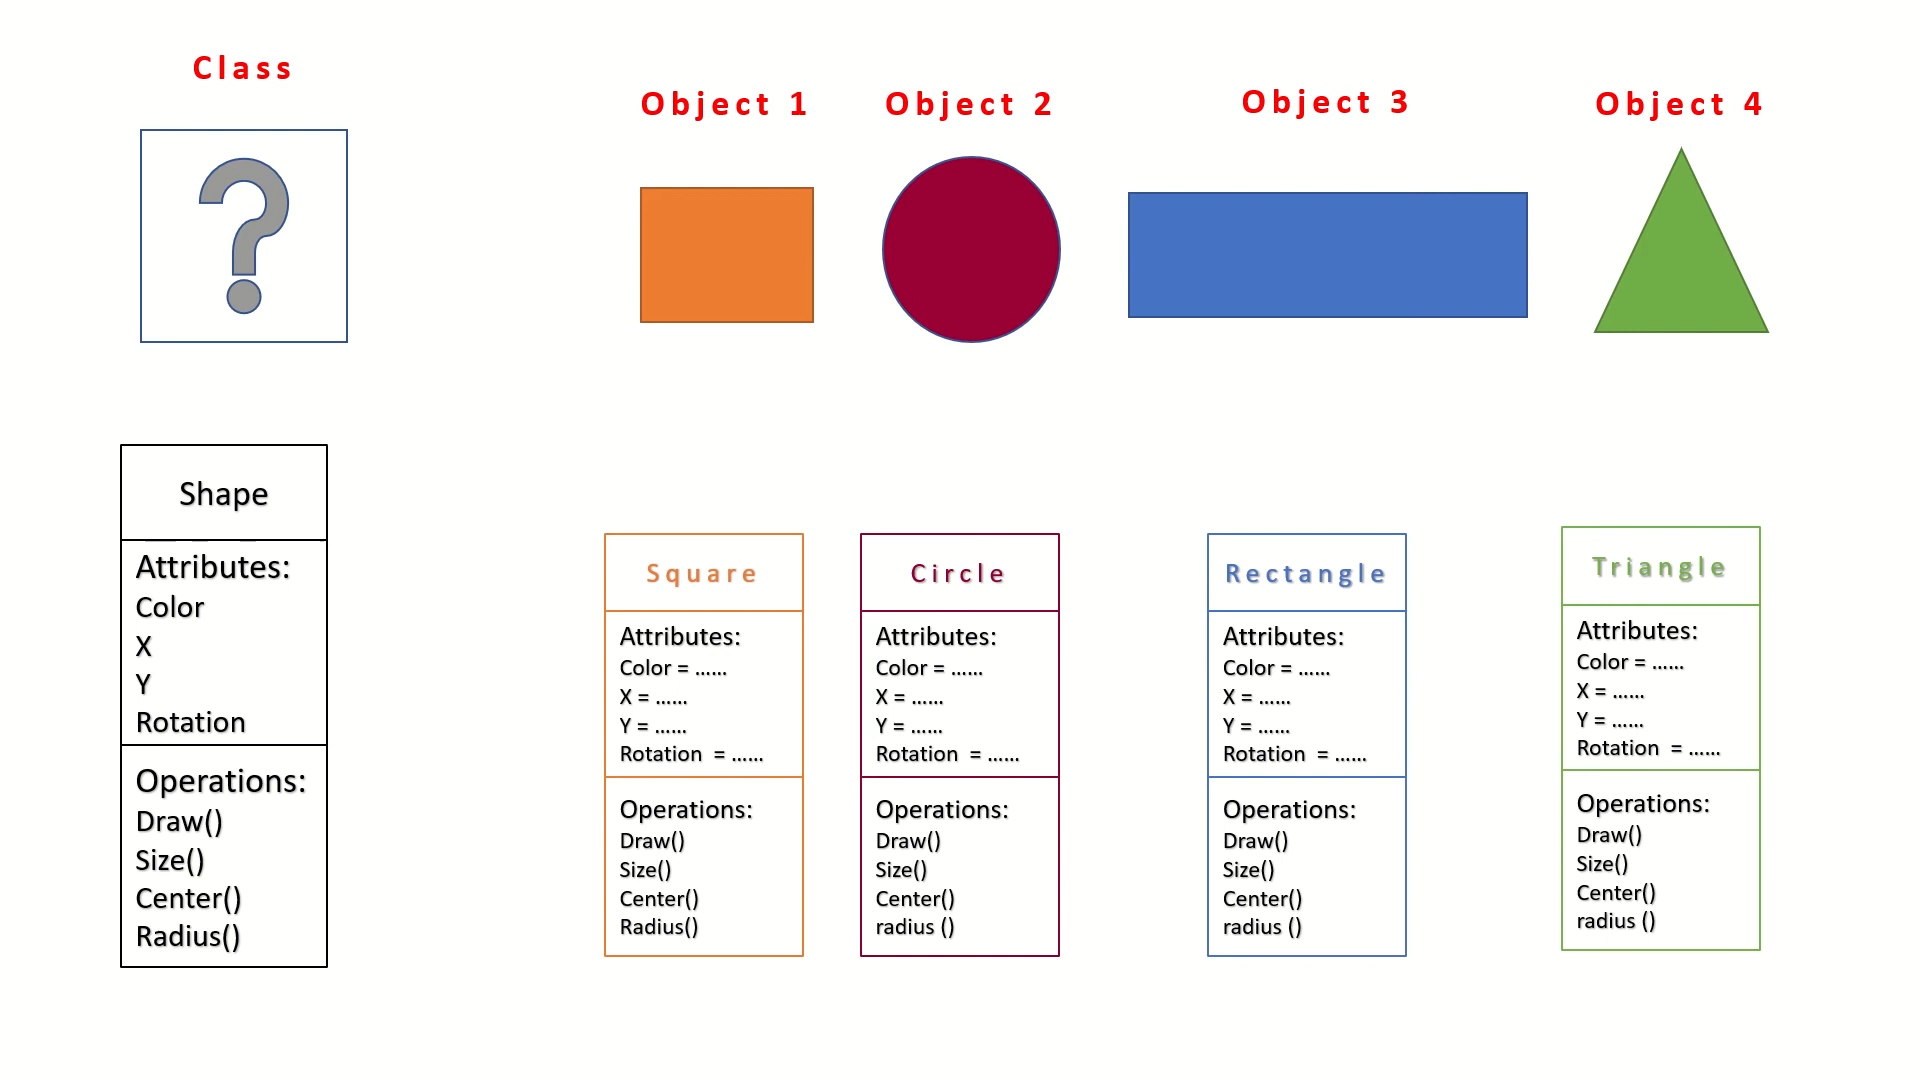 Class
Object 1
Object 2
Object 3
Object 4
?
Shape
Attributes:
Color
X
Y
Rotation
Operations:
Draw()
Size()
Center()
Radius()
Square
Attributes:
Color = ......
X = ......
Y = ......
Rotation  = ......
Operations:
Draw()
Size()
Center()
Radius()
Circle
Attributes:
Color = ......
X = ......
Y = ......
Rotation  = ......
Operations:
Draw()
Size()
Center()
radius ()
Rectangle
Attributes:
Color = ......
X = ......
Y = ......
Rotation  = ......
Operations:
Draw()
Size()
Center()
radius ()
Triangle
Attributes:
Color = ......
X = ......
Y = ......
Rotation  = ......
Operations:
Draw()
Size()
Center()
radius ()